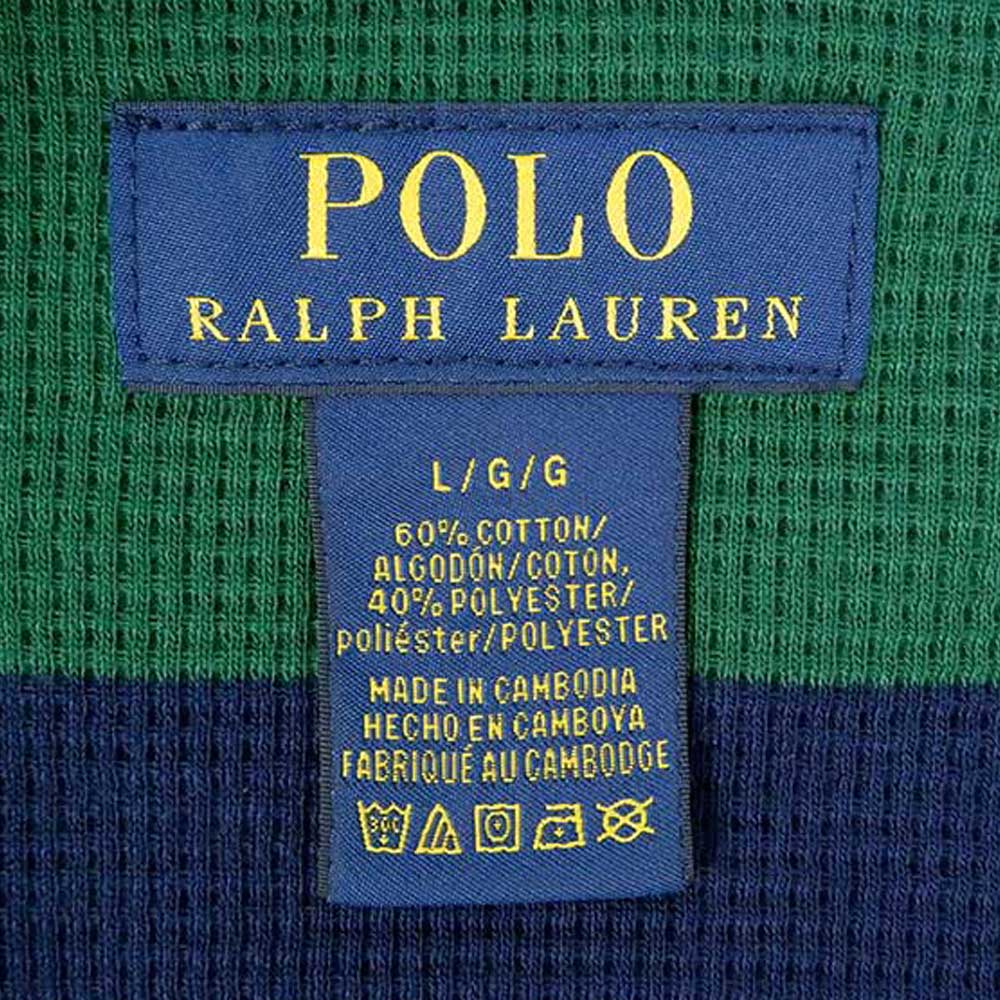 POLO
RALPH LAUREN
L/G/G
60% COTTON/
ALGODÓN/COTON,
40% POLYESTER/
poliéster/POLYESTER
MADE IN CAMBODIA
HECHO EN CAMBOYA
FABRIQUÉ AU CAMBODGE
30C